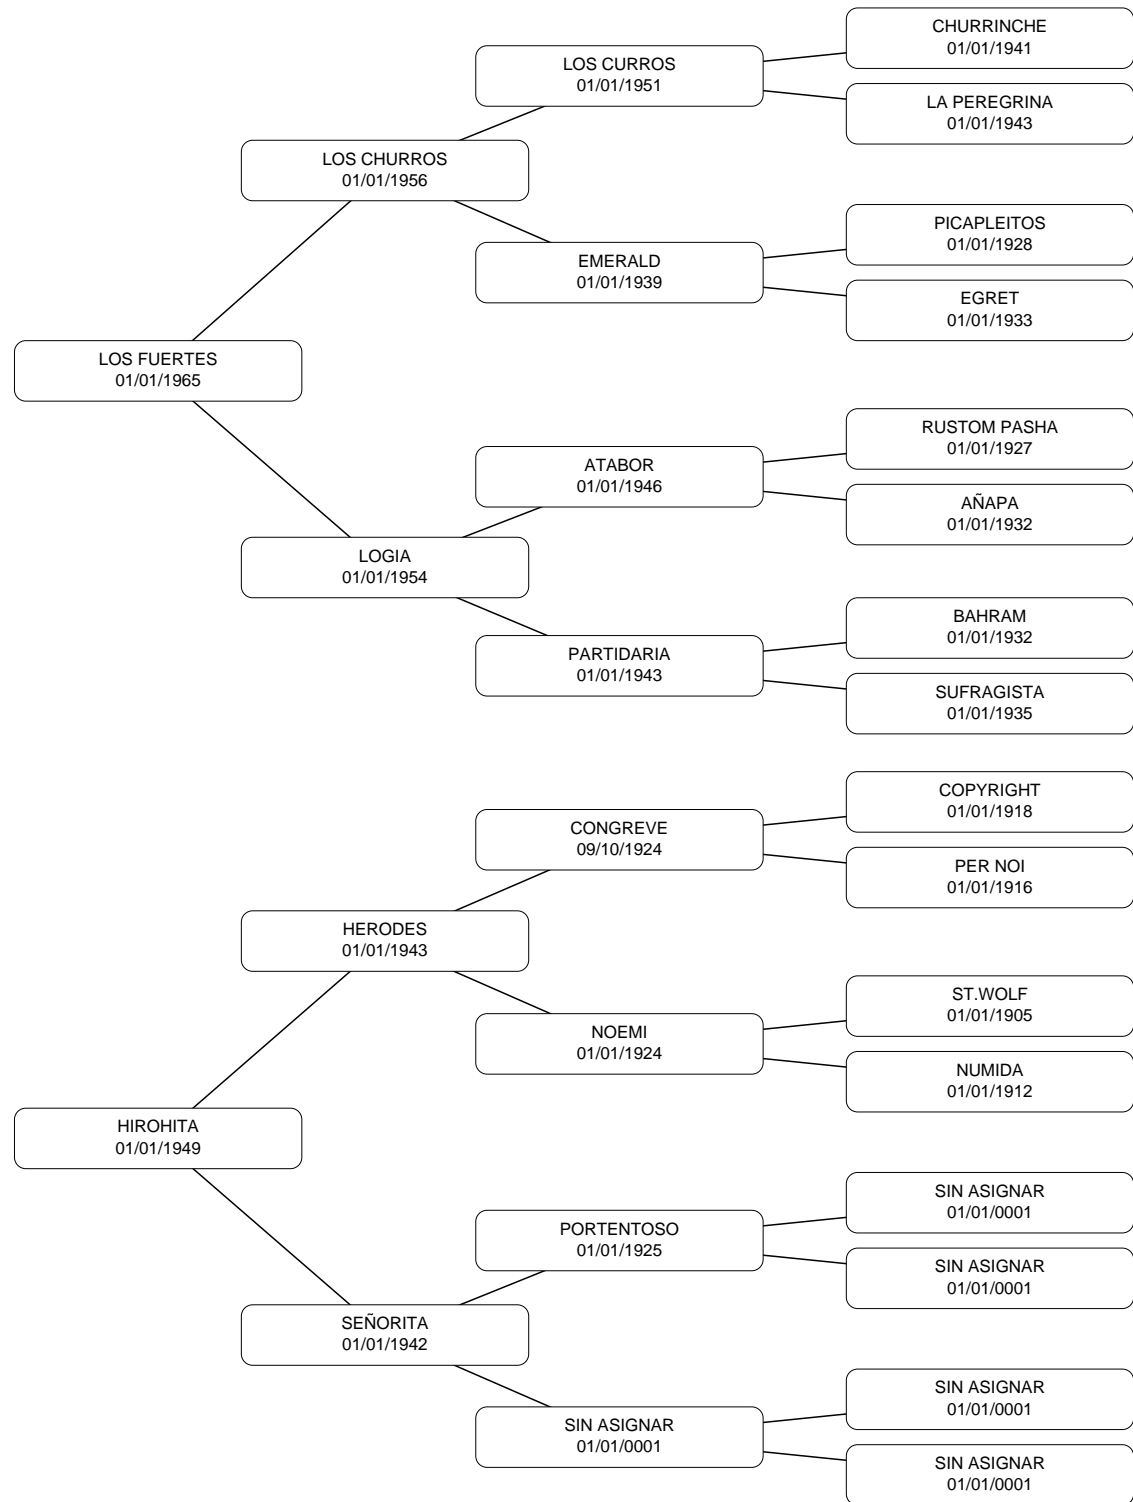 CHURRINCHE
01/01/1941
LOS CURROS
01/01/1951
LA PEREGRINA
01/01/1943
LOS CHURROS
01/01/1956
PICAPLEITOS
01/01/1928
EMERALD
01/01/1939
EGRET
01/01/1933
LOS FUERTES
01/01/1965
RUSTOM PASHA
01/01/1927
ATABOR
01/01/1946
AÑAPA
01/01/1932
LOGIA
01/01/1954
BAHRAM
01/01/1932
PARTIDARIA
01/01/1943
SUFRAGISTA
01/01/1935
COPYRIGHT
01/01/1918
CONGREVE
09/10/1924
PER NOI
01/01/1916
HERODES
01/01/1943
ST.WOLF
01/01/1905
NOEMI
01/01/1924
NUMIDA
01/01/1912
HIROHITA
01/01/1949
SIN ASIGNAR
01/01/0001
PORTENTOSO
01/01/1925
SIN ASIGNAR
01/01/0001
SEÑORITA
01/01/1942
SIN ASIGNAR
01/01/0001
SIN ASIGNAR
01/01/0001
SIN ASIGNAR
01/01/0001